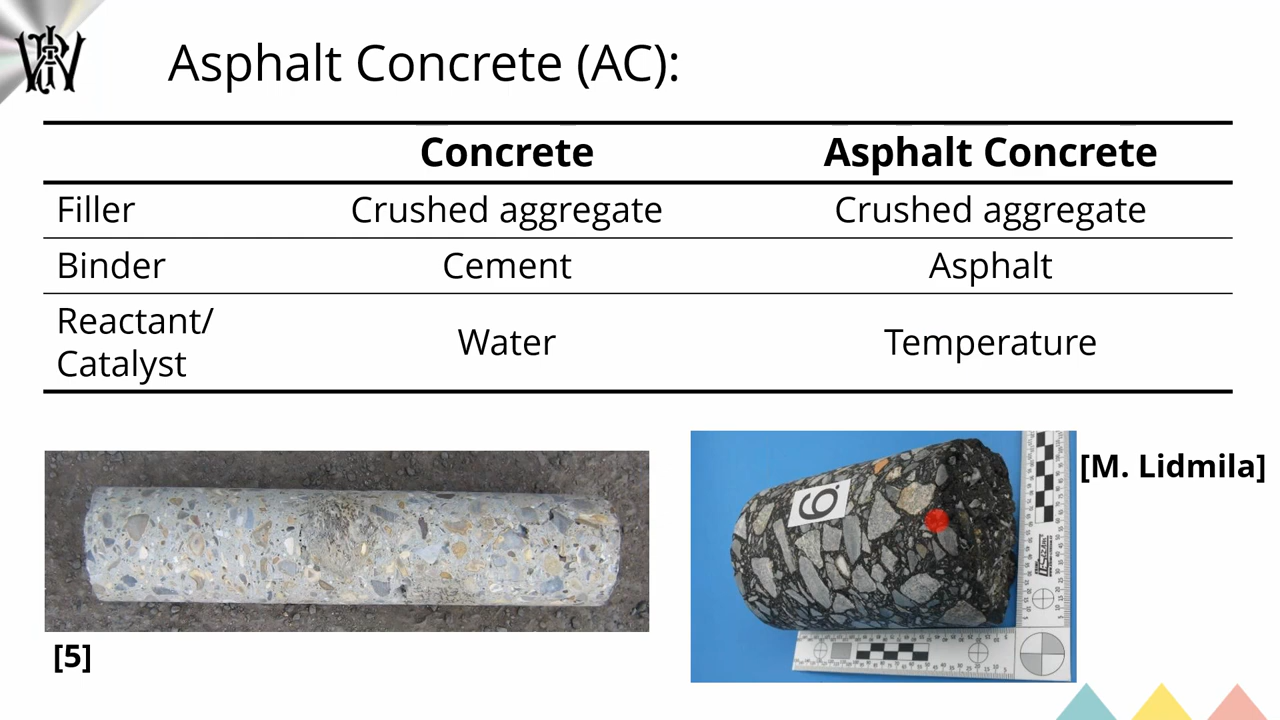 Asphalt Concrete (AC):
Concrete Asphalt Concrete
Filler Crushed aggregate Crushed aggregate
Binder Cement Asphalt
Reactant/
Catalyst Water Temperature
[M. Lidmila]
6.
[5]